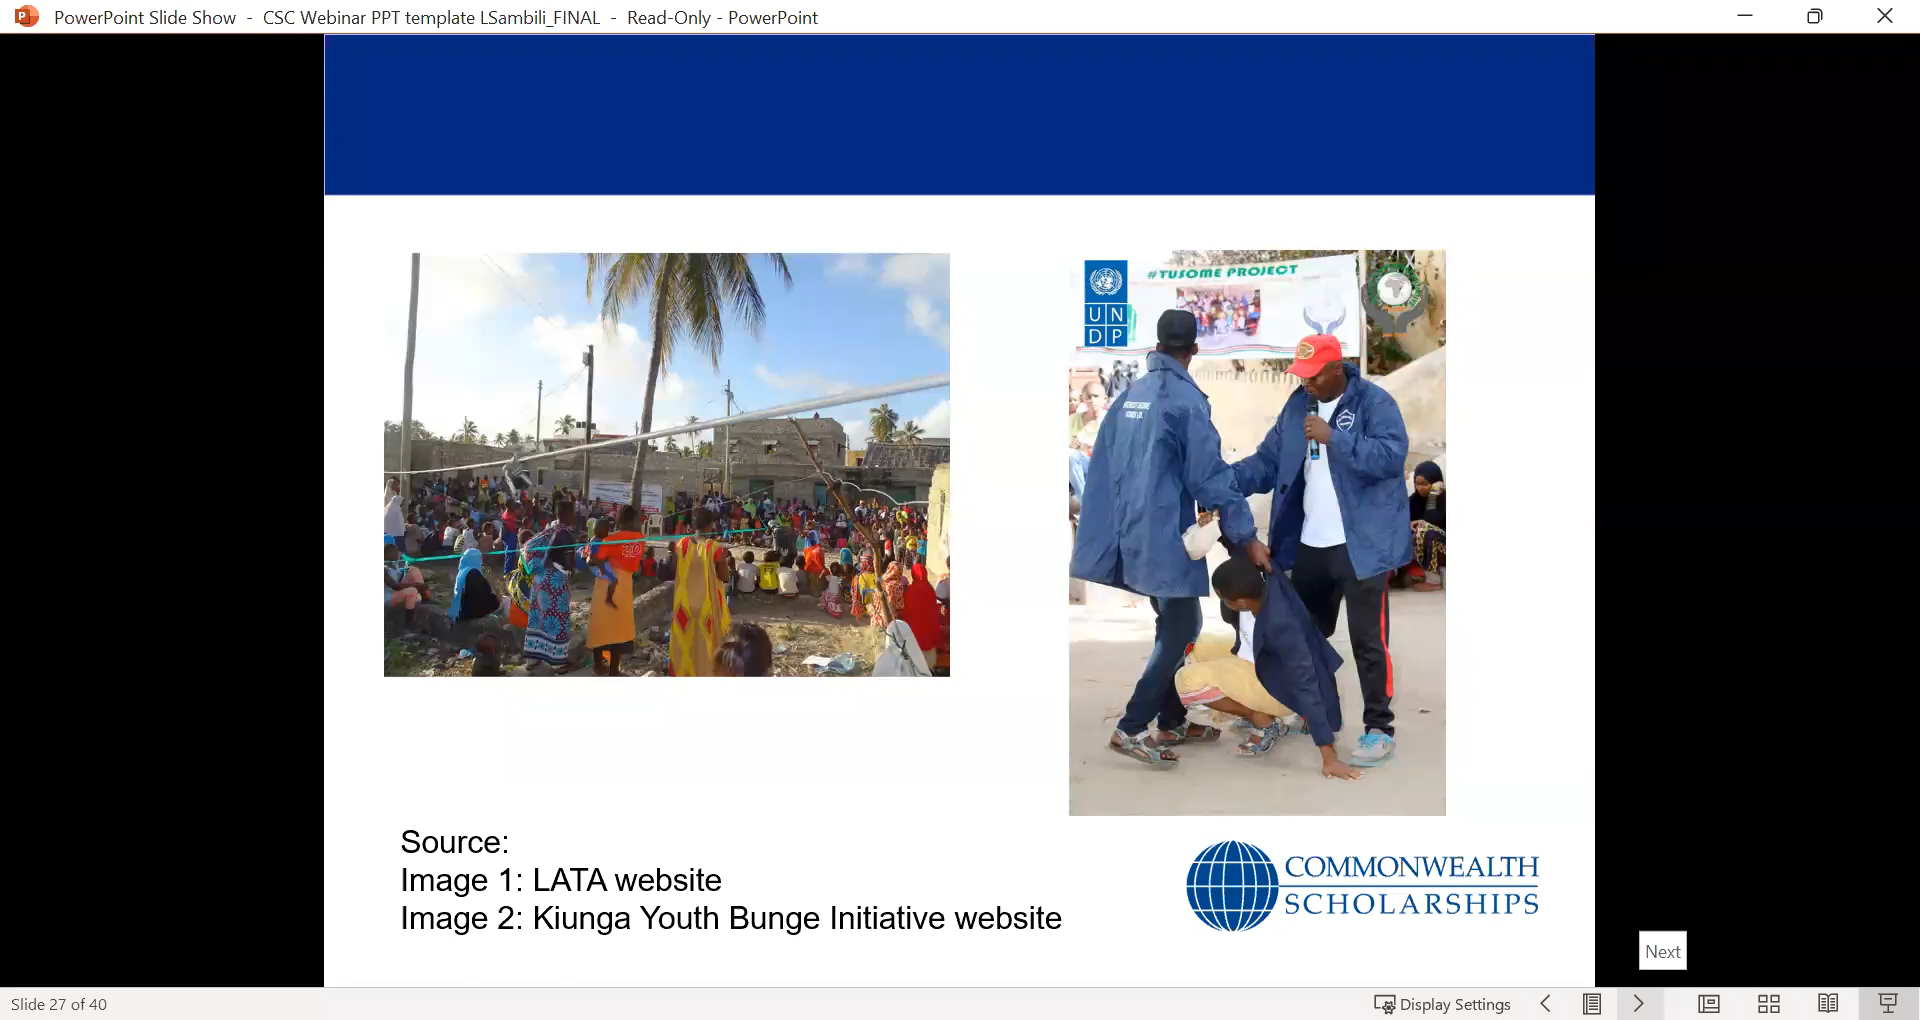 PowerPoint Slide Show - CSC Webinar PPT template LSambili_FINAL - Read-Only - PowerPoint
#TUSOME PROJECT
UN
DP
20
Source:
Image 1: LATA website
Image 2: Kiunga Youth Bunge Initiative website
COMMONWEALTH
SCHOLARSHIPS
Next
Slide 27 of 40
Display Settings